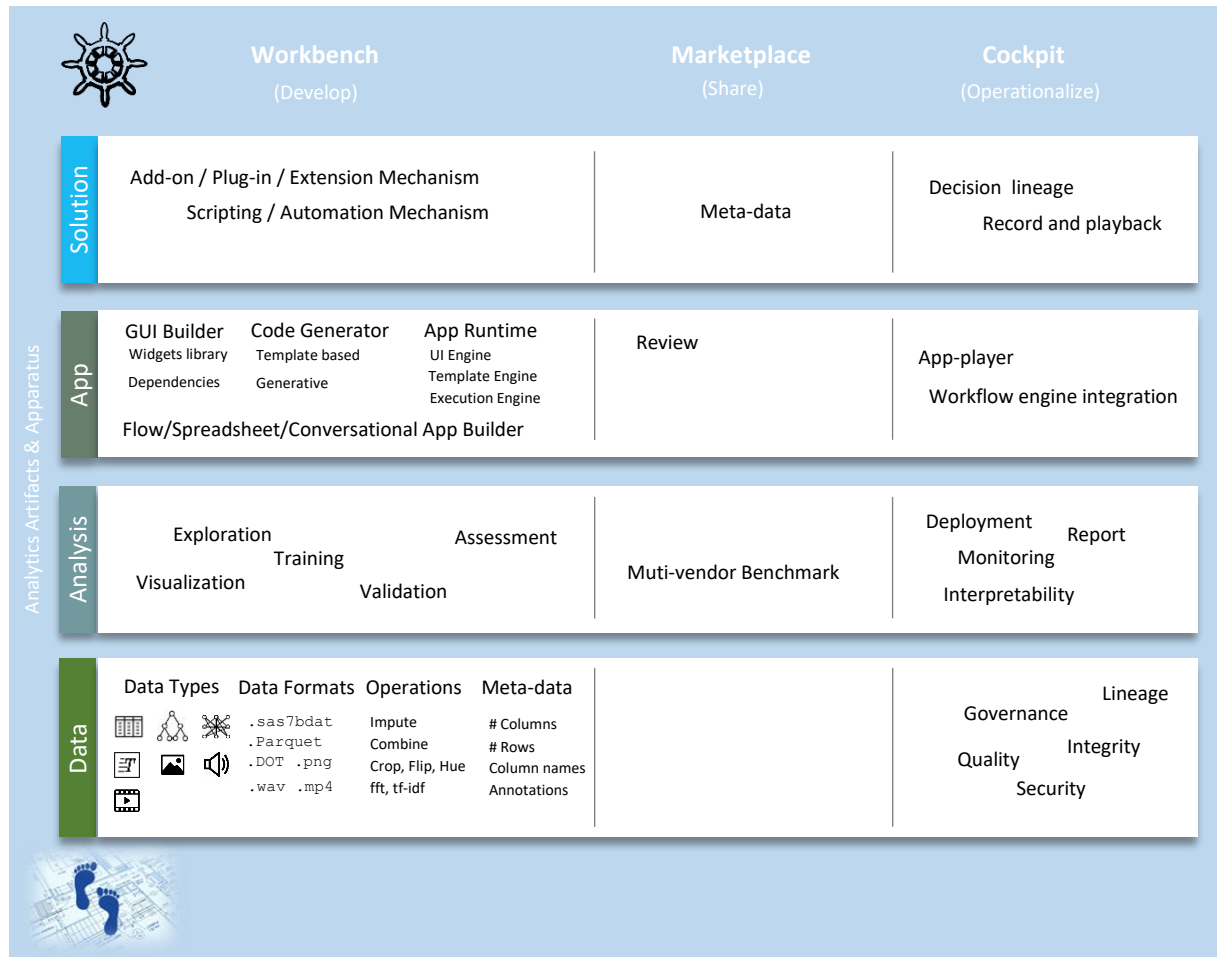 Workbench
(Develop)
Marketplace
(Share)
Cockpit
(Operationalize)
Analytics Artifacts & Apparatus
Solution
Add-on / Plug-in / Extension Mechanism
Scripting / Automation Mechanism
Meta-data
Decision lineage
Record and playback
App
GUI Builder
Widgets library
Dependencies
Code Generator
Template based
Generative
App Runtime
UI Engine
Template Engine
Execution Engine
Flow/Spreadsheet/Conversational App Builder
Review
App-player
Workflow engine integration
Analysis
Exploration
Training
Assessment
Visualization
Validation
Muti-vendor Benchmark
Deployment
Report
Monitoring
Interpretability
Data
Data Types
Data Formats
.sas7bdat
.Parquet
.DOT .png
.wav .mp4
Operations
Impute
Combine
Crop, Flip, Hue
fft, tf-idf
Meta-data
# Columns
# Rows
Column names
Annotations
Lineage
Governance
Integrity
Quality
Security